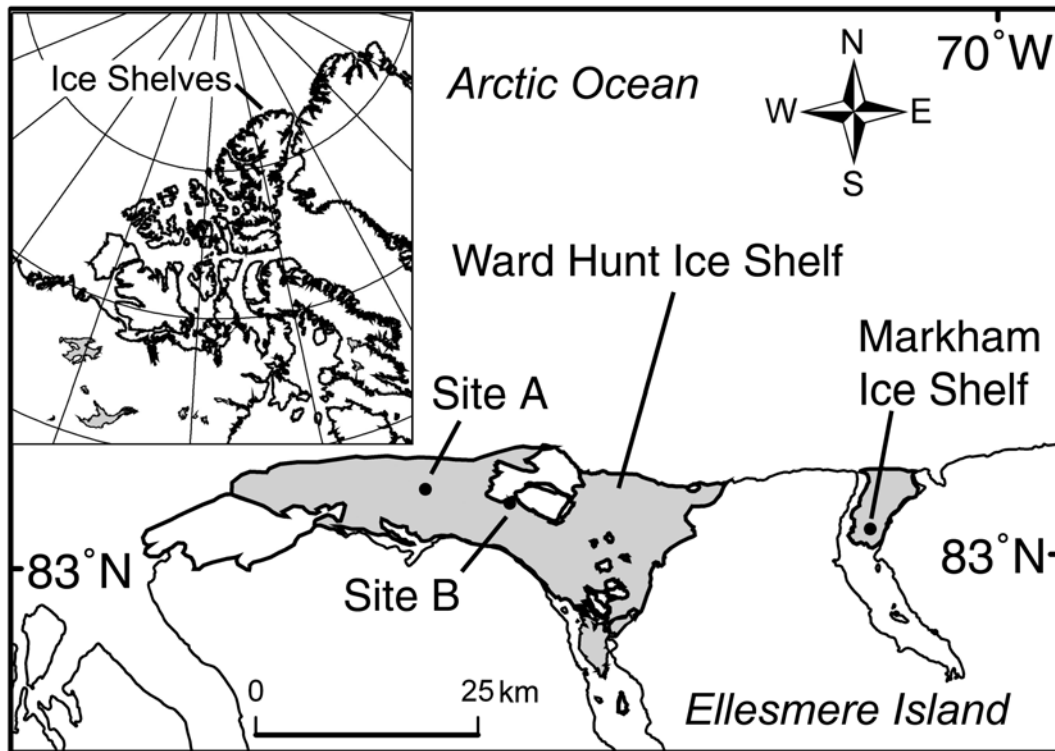 Ice Shelves
Arctic Ocean
70°W
N
W
E
S
Ward Hunt Ice Shelf
Markham
Ice Shelf
Site A
83°N
83°N
Site B
0
25 km
Ellesmere Island